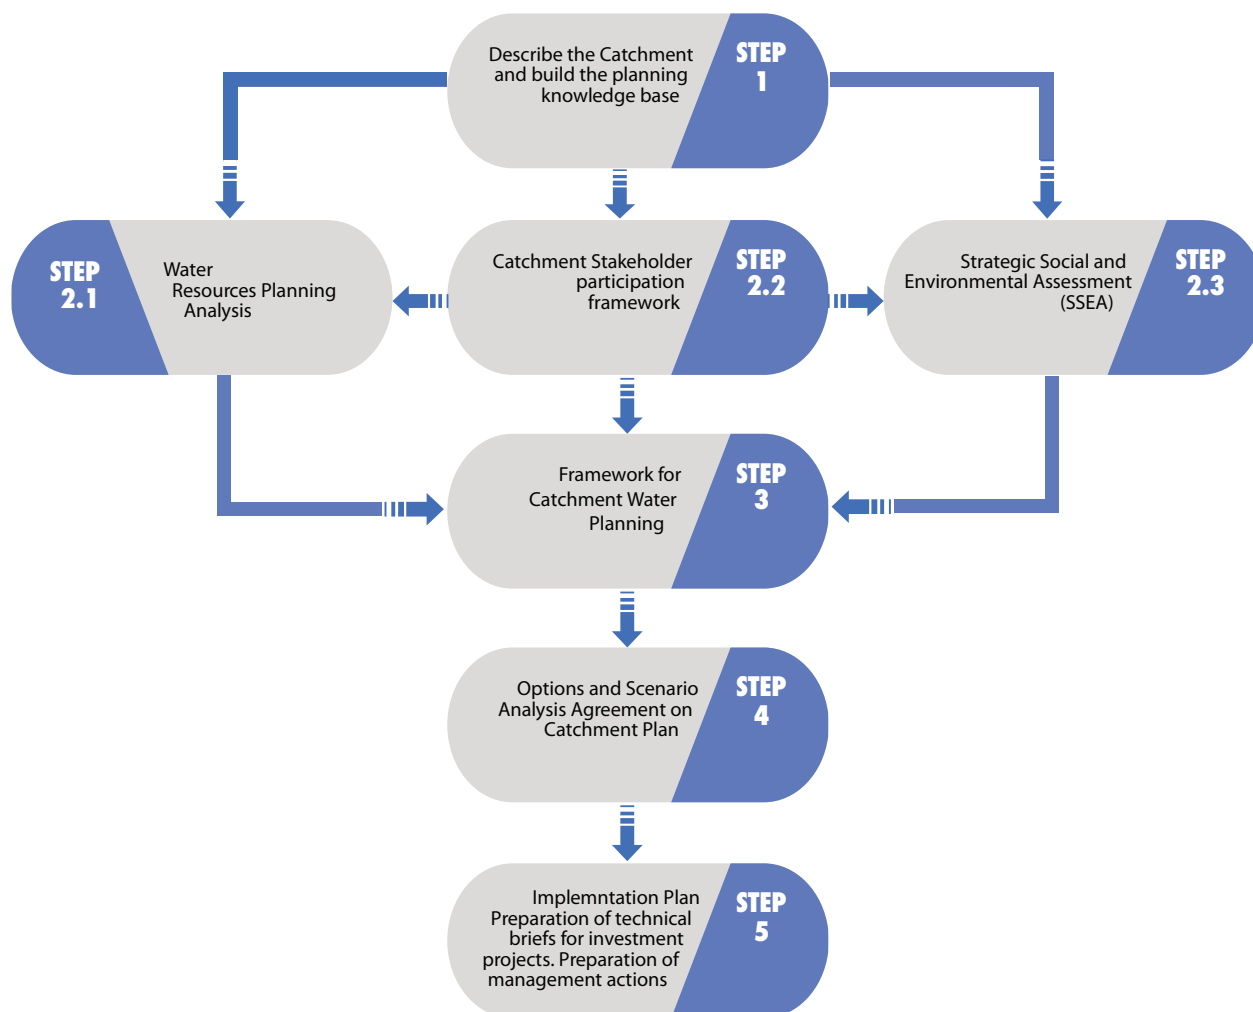 Describe the Catchment
and build the planning
knowledge base
STEP
1
STEP
2.1
Water
Resources Planning
Analysis
Catchment Stakeholder
participation
framework
STEP
2.2
Strategic Social and
Environmental Assessment
(SSEA)
STEP
2.3
Framework for
Catchment Water
Planning
STEP
3
Options and Scenario
Analysis Agreement on
Catchment Plan
STEP
4
Implemntation Plan
Preparation of technical
briefs for investment
projects. Preparation of
management actions
STEP
5